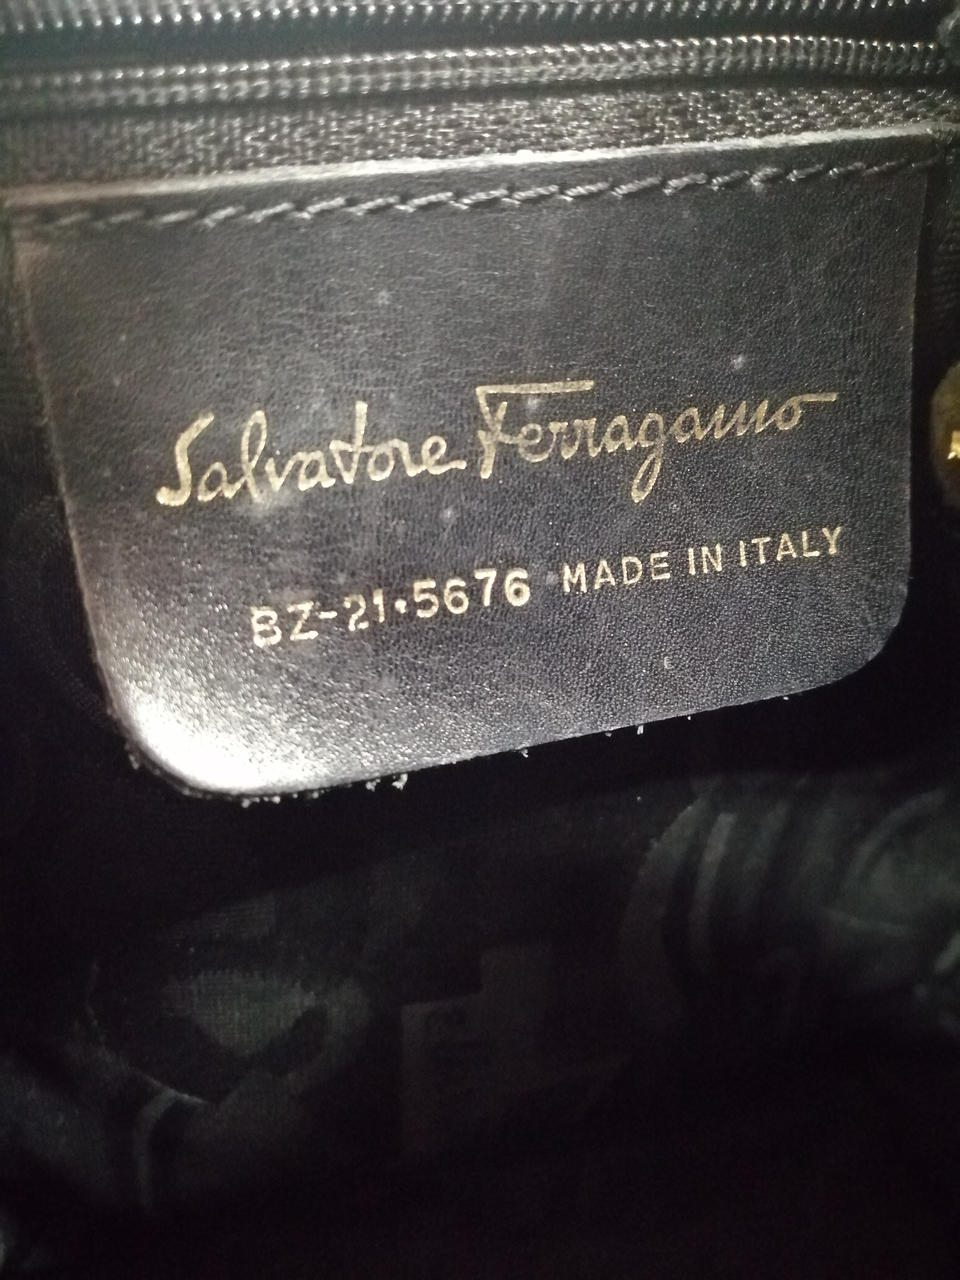 Salvatore Ferragamo
BZ-21·5676 MADE IN ITALY